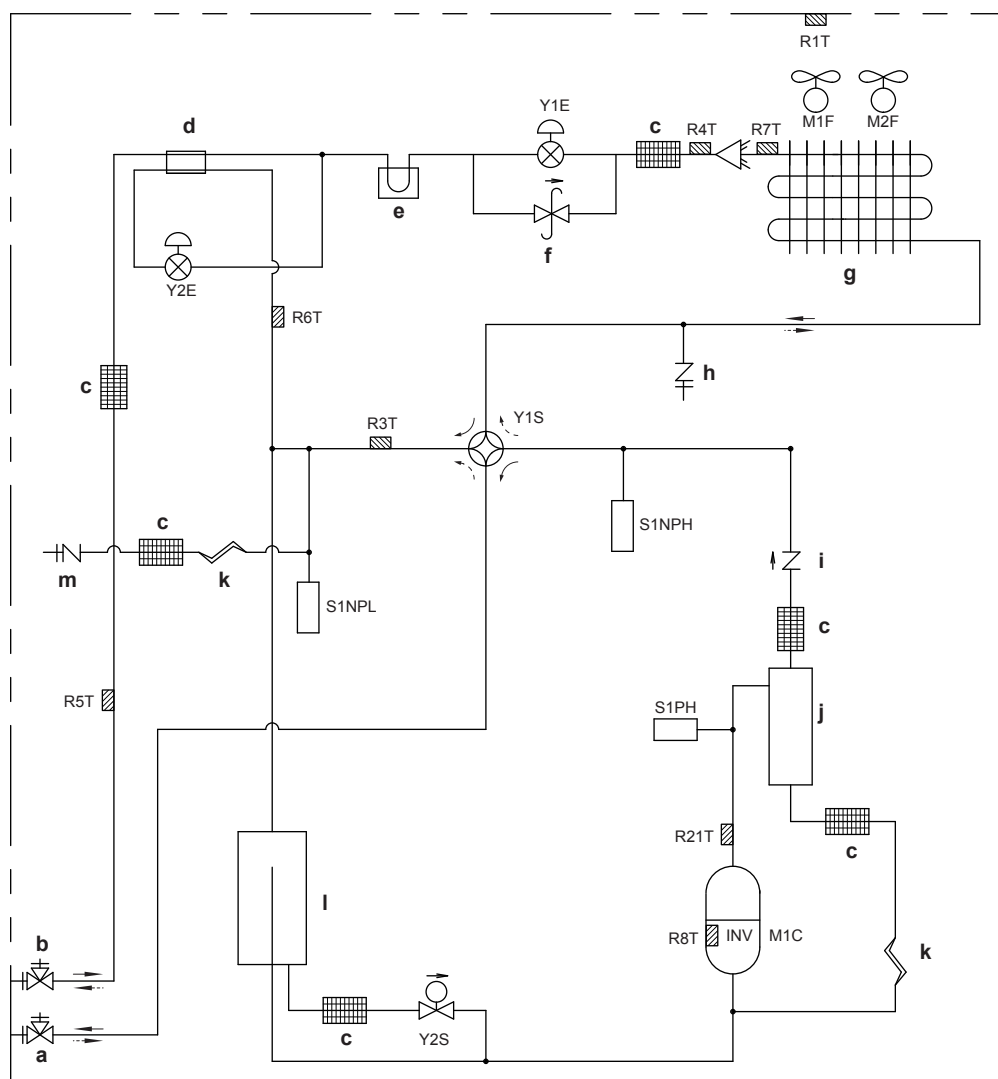 R1T
M1F
M2F
Y1E
d
c
R4T
R7T
e
f
g
Y2E
R6T
c
h
R3T
Y1S
S1NPH
c
m
k
S1NPL
i
c
R5T
S1PH
j
R21T
c
l
R8T
INV
M1C
k
b
a
c
Y2S